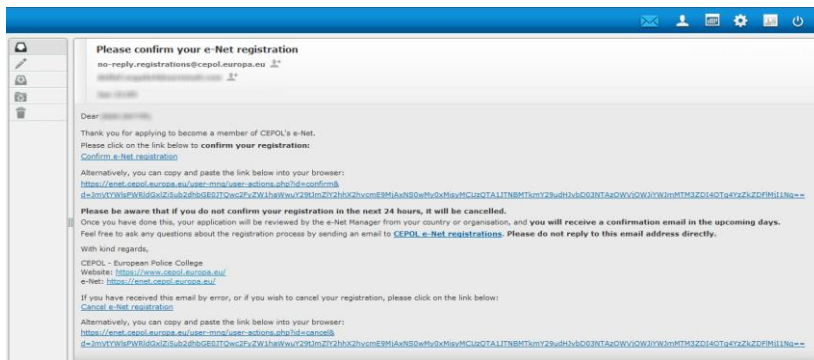 Please confirm your e-Net registration
no-reply.registrations@cepol.europa.eu
Dear
Thank you for applying to become a member of CEPOL's e-Net.
Please click on the link below to confirm your registration:
Confirm e-Net registration
Alternatively, you can copy and paste the link below into your browser:
https://enet.cepol.europa.eu/user-mng/user-actions.php?id=confirm&
Please be aware that if you do not confirm your registration in the next 24 hours, it will be cancelled.
Once you have done this, your application will be reviewed by the e-Net Manager from your country or organisation, and you will receive a confirmation email in the upcoming days.
Feel free to ask any questions about the registration process by sending an email to CEPOL e-Net registrations. Please do not reply to this email address directly.
With kind regards,
CEPOL - European Police College
Website: https://www.cepol.europa.eu/
e-Net: https://enet.cepol.europa.eu/
If you have received this email by error, or if you wish to cancel your registration, please click on the link below:
Cancel e-Net registration
Alternatively, you can copy and paste the link below into your browser:
https://enet.cepol.europa.eu/user-mng/user-actions.php?id=cancel&